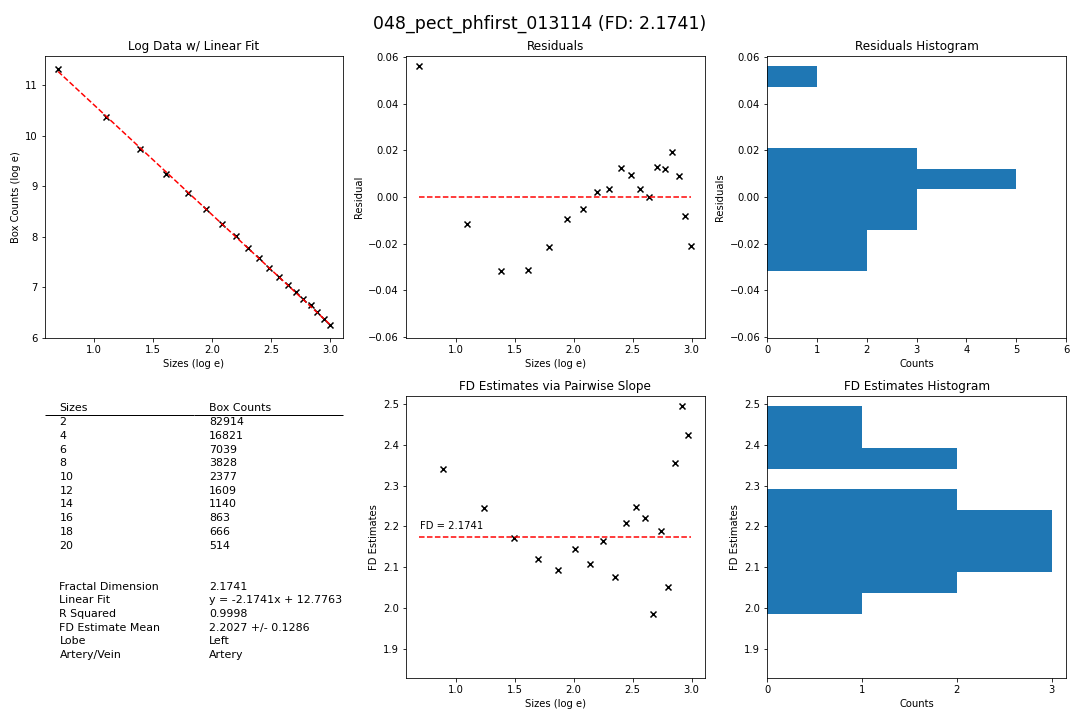 048_pect_phfirst_013114 (FD: 2.1741)
Log Data w/ Linear Fit
Box Counts (log e)
11
10
9
8
7
6
1.0 1.5 2.0 2.5 3.0
Sizes (log e)
Residuals
Residual
0.06
0.04
0.02
0.00
−0.02
−0.04
−0.06
1.0 1.5 2.0 2.5 3.0
Sizes (log e)
Residuals Histogram
Residuals
0.06
0.04
0.02
0.00
−0.02
−0.04
−0.06
0 1 2 3 4 5 6
Counts
Sizes Box Counts
2 82914
4 16821
6 7039
8 3828
10 2377
12 1609
14 1140
16 863
18 666
20 514
Fractal Dimension 2.1741
Linear Fit y = -2.1741x + 12.7763
R Squared 0.9998
FD Estimate Mean 2.2027 +/- 0.1286
Lobe Left
Artery/Vein Artery
FD Estimates via Pairwise Slope
FD Estimates
2.5
2.4
2.3
2.2
2.1
2.0
1.9
FD = 2.1741
1.0 1.5 2.0 2.5 3.0
Sizes (log e)
FD Estimates Histogram
FD Estimates
2.5
2.4
2.3
2.2
2.1
2.0
1.9
0 1 2 3
Counts